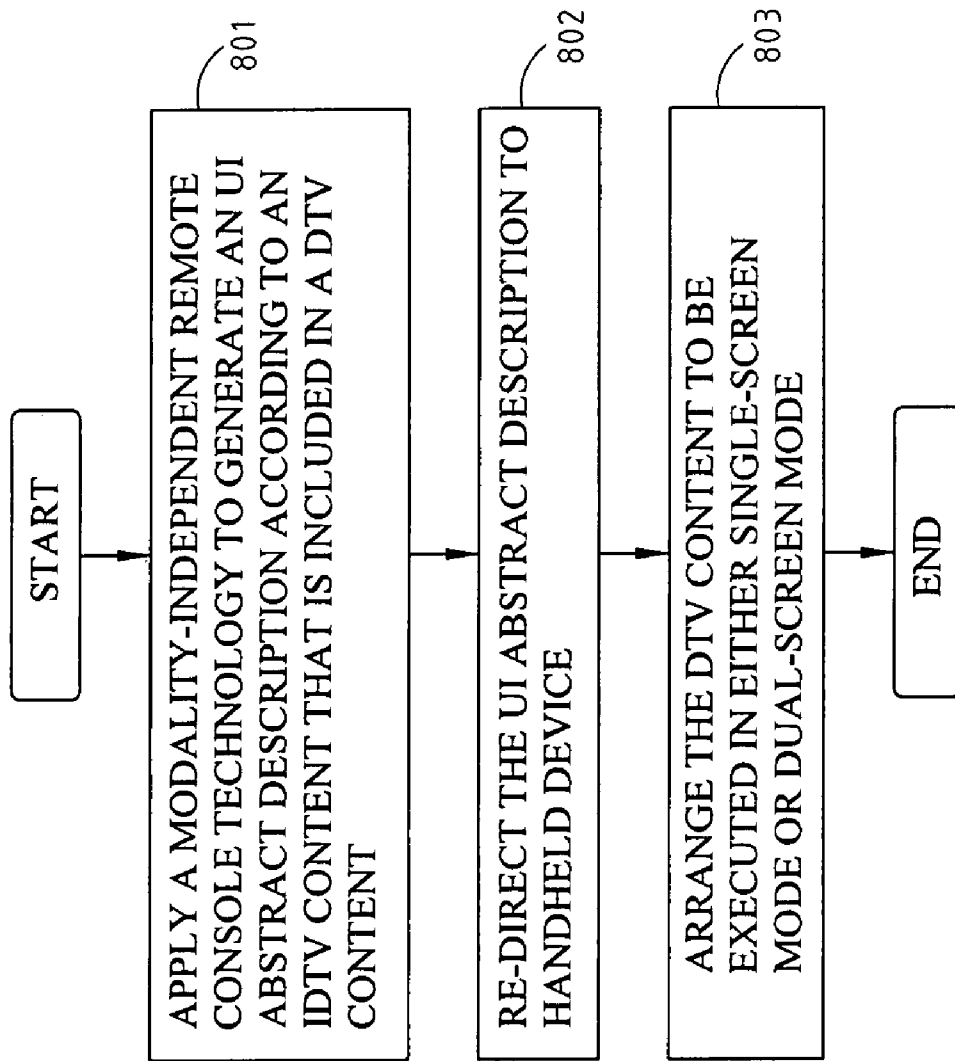 START
APPLY A MODALITY-INDEPENDENT REMOTE
CONSOLE TECHNOLOGY TO GENERATE AN UI
ABSTRACT DESCRIPTION ACCORDING TO AN
IDTV CONTENT THAT IS INCLUDED IN A DTV
CONTENT
801
RE-DIRECT THE UI ABSTRACT DESCRIPTION TO
HANDHELD DEVICE
802
ARRANGE THE DTV CONTENT TO BE
EXECUTED IN EITHER SINGLE-SCREEN
MODE OR DUAL-SCREEN MODE
803
END